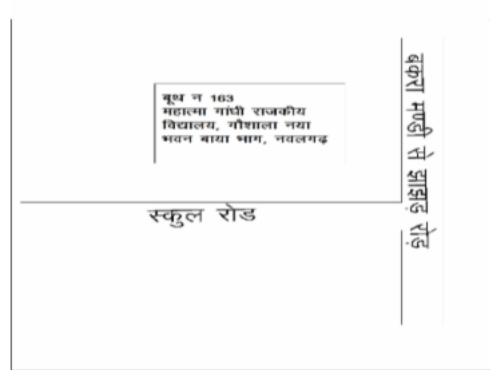 बूथ न 163
महात्मा गांधी राजकीय
विद्यालय, गौशाला नया
भवन बाया भाग, नवलगढ़
स्कुल रोड
बकरा मण्डी से झाझड़ रोड़